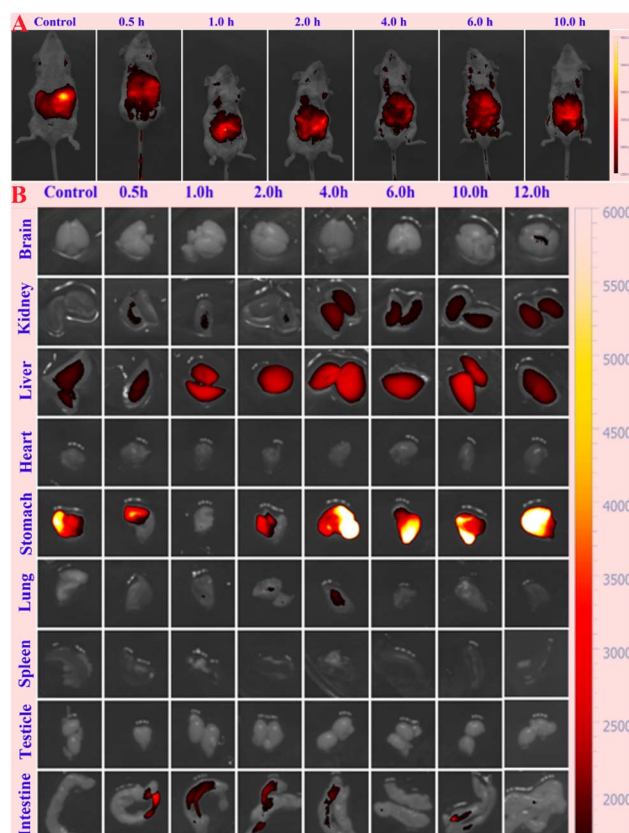 A
Control 0.5 h 1.0 h 2.0 h 4.0 h 6.0 h 10.0 h
B
Control 0.5h 1.0h 2.0h 4.0h 6.0h 10.0h 12.0h
Brain
Kidney
Liver
Heart
Stomach
Lung
Spleen
Testicle
Intestine
6000
5000
4500
4000
3500
3000
2500
2000